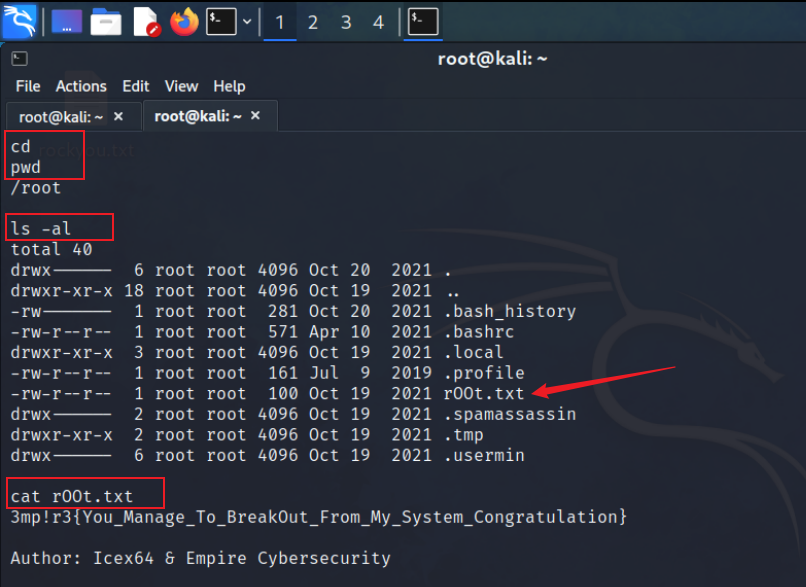 1 2 3 4
root@kali: ~
File Actions Edit View Help
root@kali: ~ × root@kali: ~ ×
cd
pwd
/root
ls -al
total 40
drwx------ 6 root root 4096 Oct 20 2021 .
drwxr-xr-x 18 root root 4096 Oct 19 2021 ..
-rw------- 1 root root 281 Oct 20 2021 .bash_history
-rw-r--r-- 1 root root 571 Apr 10 2021 .bashrc
drwxr-xr-x 3 root root 4096 Oct 19 2021 .local
-rw-r--r-- 1 root root 161 Jul 9 2019 .profile
-rw-r--r-- 1 root root 100 Oct 19 2021 rOOt.txt
drwx------ 2 root root 4096 Oct 19 2021 .spamassassin
drwxr-xr-x 2 root root 4096 Oct 19 2021 .tmp
drwx------ 6 root root 4096 Oct 19 2021 .usermin
cat rOOt.txt
3mp!r3{You_Manage_To_BreakOut_From_My_System_Congratulation}
Author: Icex64 & Empire Cybersecurity